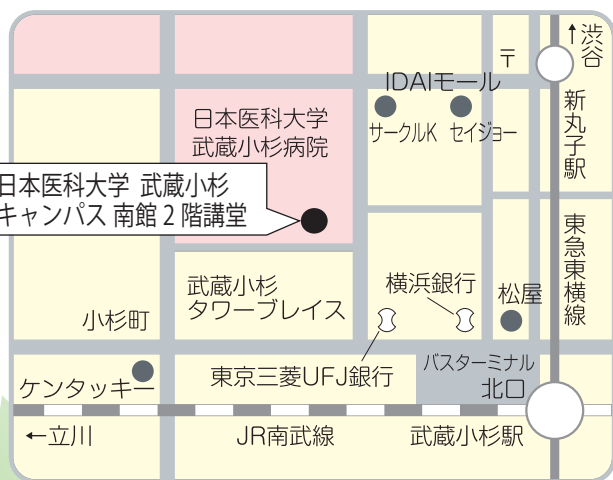 ↑渋谷
〒
IDAIモール
サークルK セイジョー
新丸子駅
日本医科大学
武蔵小杉病院
日本医科大学 武蔵小杉
キャンパス 南館 2 階講堂
東急東横線
武蔵小杉
タワープレイス
横浜銀行
松屋
小杉町
東京三菱UFJ銀行
バスターミナル
北口
ケンタッキー
←立川
JR南武線
武蔵小杉駅